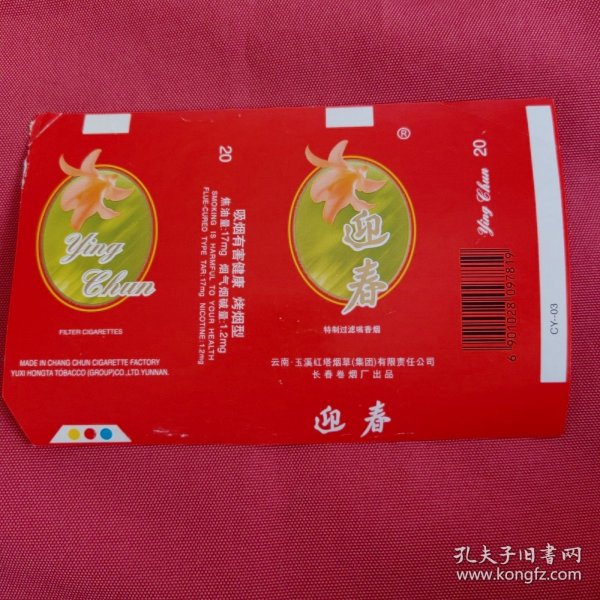 Ying
Chun
FILTER CIGARETTES
MADE IN CHANG CHUN CIGARETTE FACTORY
YUXI HONGTA TOBACCO (GROUP)CO.,LTD.YUNNAN.
20
吸烟有害健康 烤烟型
焦油量:17mg 烟气烟碱量:1.2mg
SMOKING IS HARMFUL TO YOUR HEALTH
FLUE-CURED TYPE TAR:17mg NICOTINE:1.2mg
®
迎春
特制过滤嘴香烟
云南·玉溪红塔烟草(集团)有限责任公司
长春卷烟厂出品
迎春
Ying Chun 20
6 901028 097819
CY-03
孔夫子旧书网
www.kongfz.com